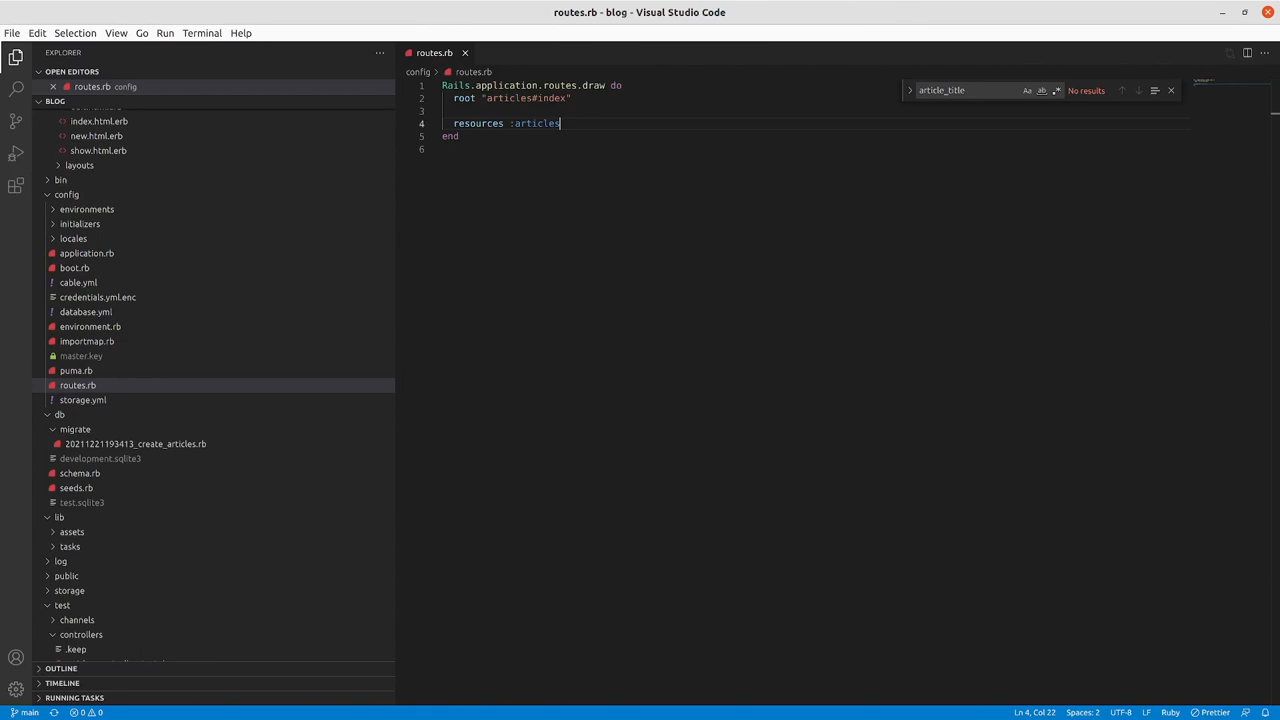 routes.rb - blog - Visual Studio Code
File Edit Selection View Go Run Terminal Help
EXPLORER
OPEN EDITORS
routes.rb config
BLOG
index.html.erb
new.html.erb
show.html.erb
layouts
bin
config
environments
initializers
locales
application.rb
boot.rb
cable.yml
credentials.yml.enc
database.yml
environment.rb
importmap.rb
master.key
puma.rb
routes.rb
storage.yml
db
migrate
20211221193413_create_articles.rb
development.sqlite3
schema.rb
seeds.rb
test.sqlite3
lib
assets
tasks
log
public
storage
test
channels
controllers
.keep
OUTLINE
TIMELINE
RUNNING TASKS
routes.rb
config > routes.rb
1 Rails.application.routes.draw do
2 root "articles#index"
3
4 resources :articles
5 end
6
article_title Aa ab .* No results
main 0 0 Ln 4, Col 22 Spaces: 2 UTF-8 LF Ruby Prettier